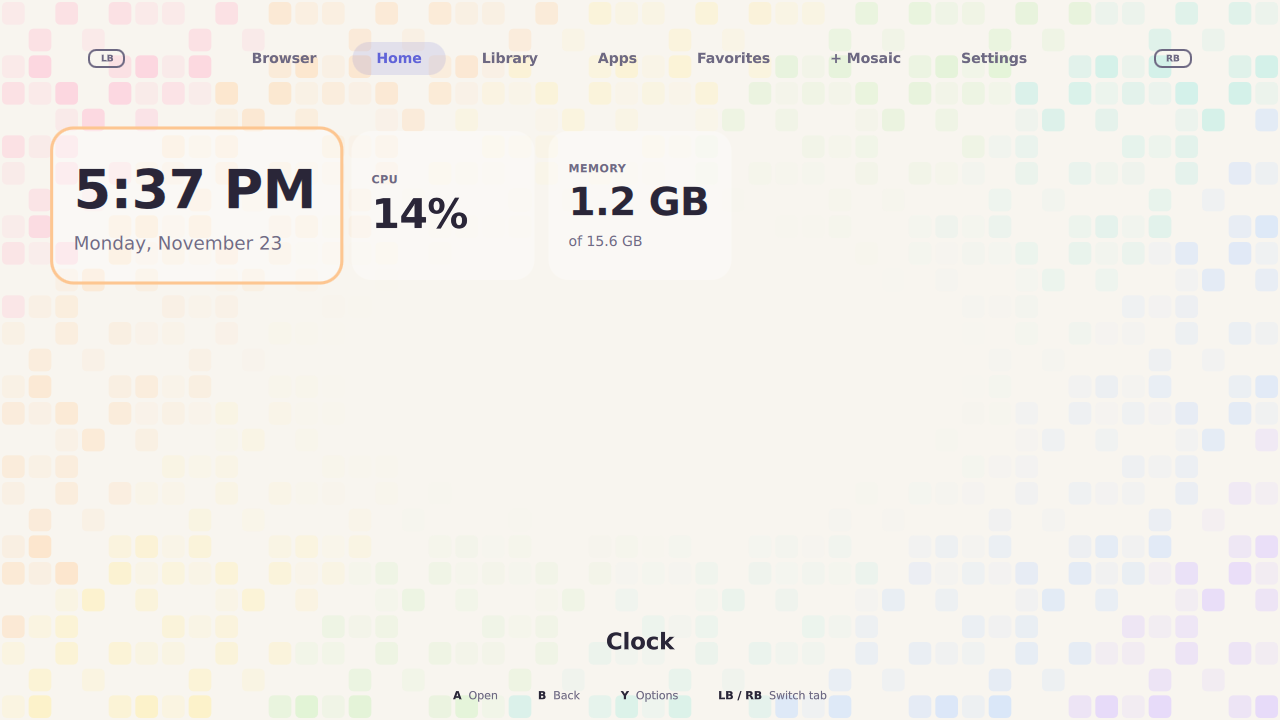 LB
Browser
Home
Library
Apps
Favorites
+ Mosaic
Settings
RB
5:37 PM
Monday, November 23
CPU
14%
MEMORY
1.2 GB
of 15.6 GB
Clock
A Open
B Back
Y Options
LB / RB Switch tab